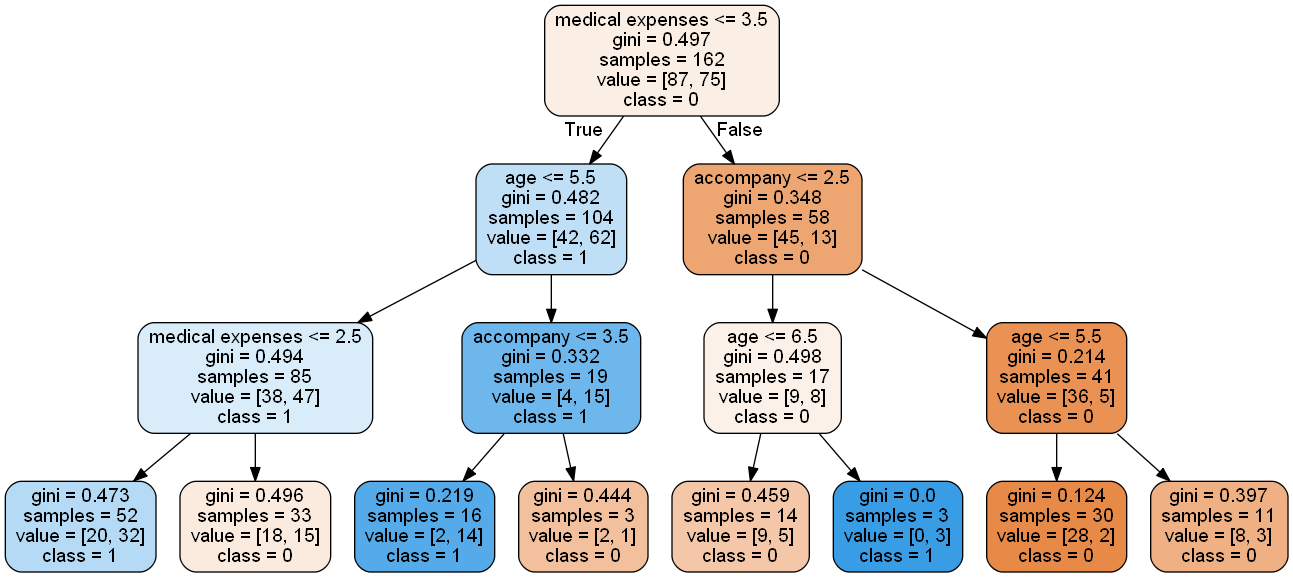 medical expenses <= 3.5
gini = 0.497
samples = 162
value = [87, 75]
class = 0
True
False
age <= 5.5
gini = 0.482
samples = 104
value = [42, 62]
class = 1
accompany <= 2.5
gini = 0.348
samples = 58
value = [45, 13]
class = 0
medical expenses <= 2.5
gini = 0.494
samples = 85
value = [38, 47]
class = 1
accompany <= 3.5
gini = 0.332
samples = 19
value = [4, 15]
class = 1
age <= 6.5
gini = 0.498
samples = 17
value = [9, 8]
class = 0
age <= 5.5
gini = 0.214
samples = 41
value = [36, 5]
class = 0
gini = 0.473
samples = 52
value = [20, 32]
class = 1
gini = 0.496
samples = 33
value = [18, 15]
class = 0
gini = 0.219
samples = 16
value = [2, 14]
class = 1
gini = 0.444
samples = 3
value = [2, 1]
class = 0
gini = 0.459
samples = 14
value = [9, 5]
class = 0
gini = 0.0
samples = 3
value = [0, 3]
class = 1
gini = 0.124
samples = 30
value = [28, 2]
class = 0
gini = 0.397
samples = 11
value = [8, 3]
class = 0